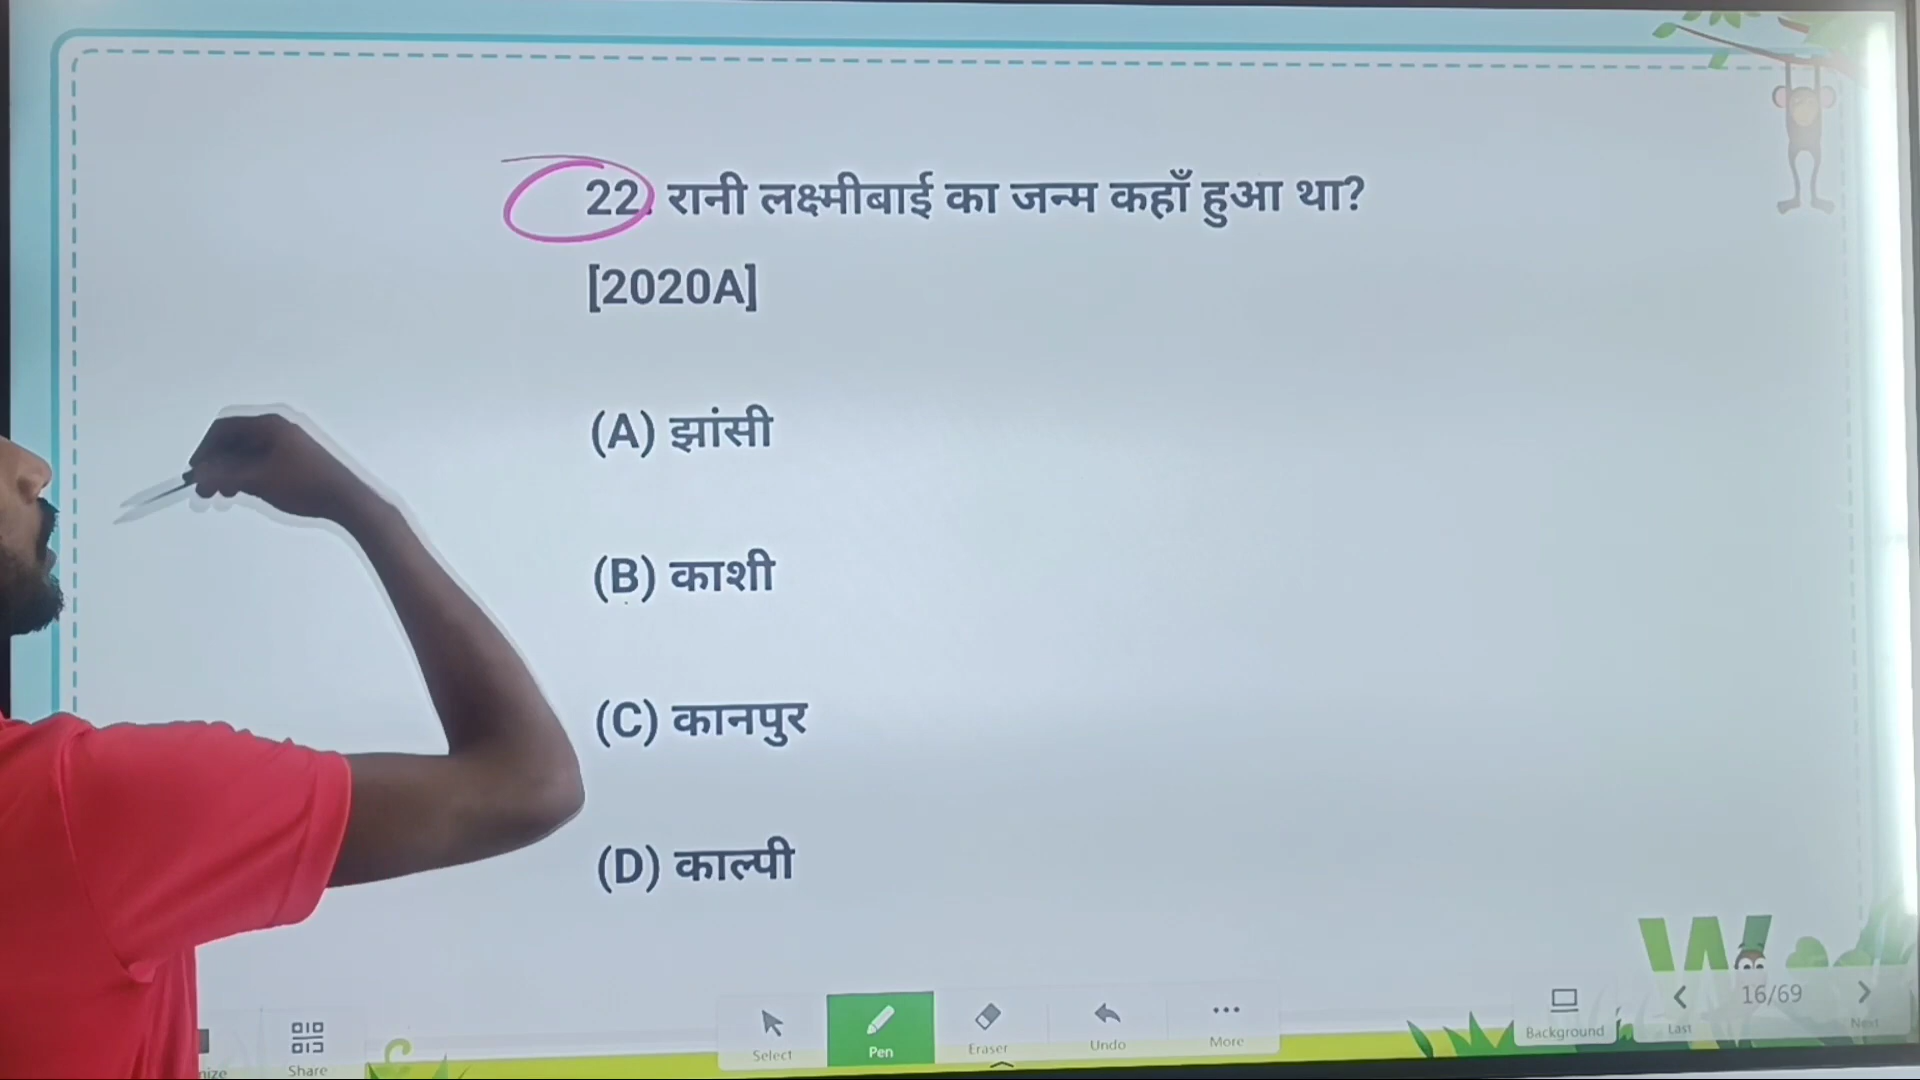 22. रानी लक्ष्मीबाई का जन्म कहाँ हुआ था?
[2020A]
(A) झांसी
(B) काशी
(C) कानपुर
(D) काल्पी
W
16/69
Select
Pen
Eraser
Undo
More
Background
Last
Next
Share